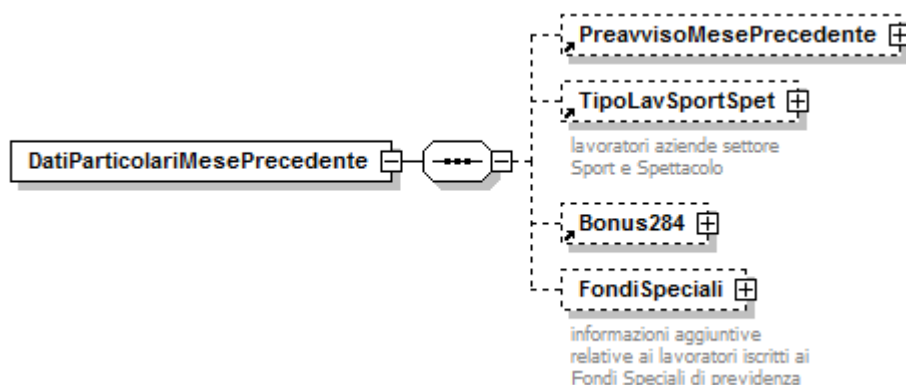 PreavvisoMesePrecedente
TipoLavSportSpet
lavoratori aziende settore
Sport e Spettacolo
DatiParticolariMesePrecedente
Bonus284
FondiSpeciali
informazioni aggiuntive
relative ai lavoratori iscritti ai
Fondi Speciali di previdenza